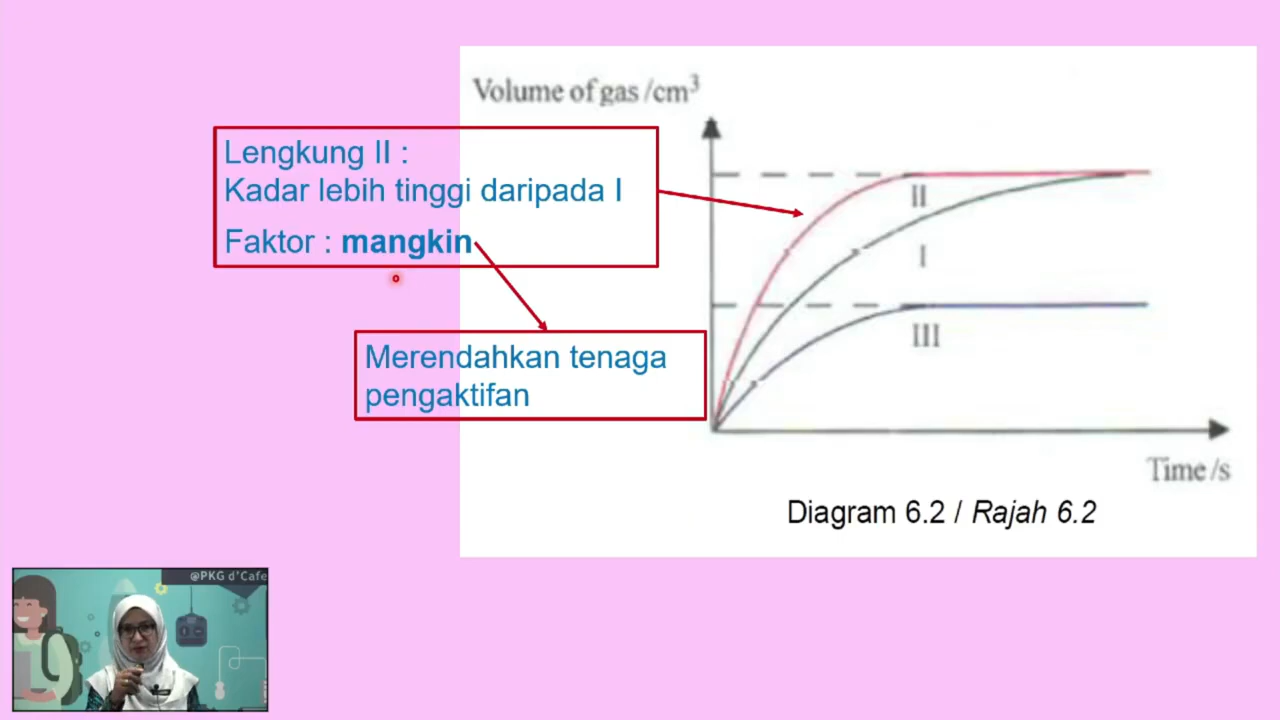 Volume of gas /cm³
Lengkung II :
Kadar lebih tinggi daripada I
Faktor : mangkin
Merendahkan tenaga
pengaktifan
II
I
III
Time /s
Diagram 6.2 / Rajah 6.2
@PKG d'Cafe